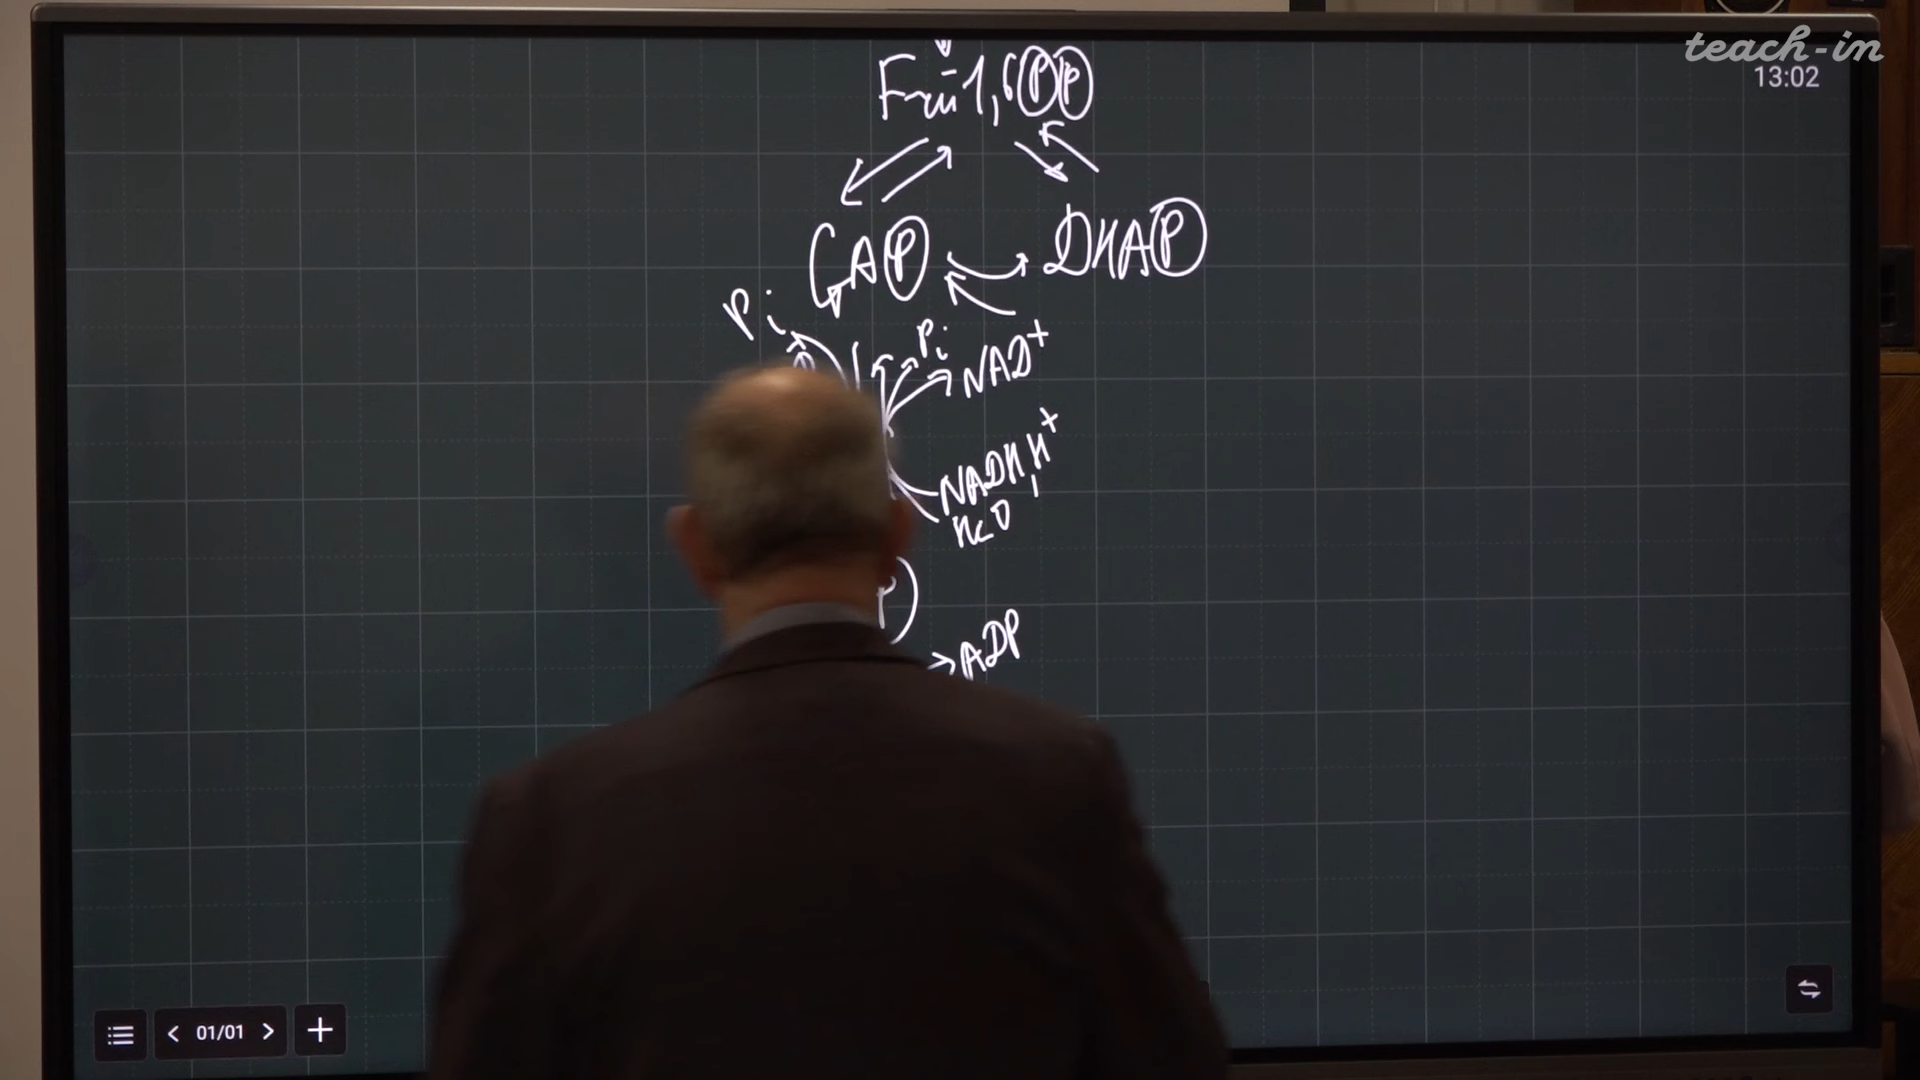 teach-in
13:02
Fru-1,6PP
GAP DHAP
Pi
Pi
NAD+
NADH,H+
H2O
P
ADP
01/01